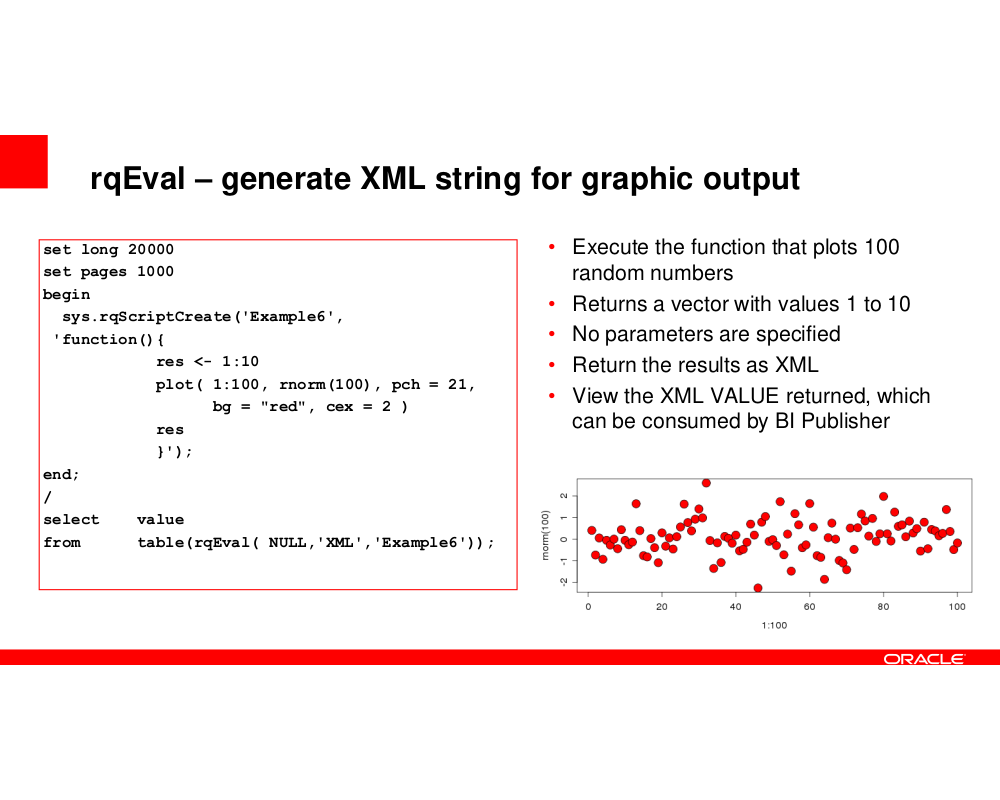 rqEval – generate XML string for graphic output
set long 20000
set pages 1000
begin
  sys.rqScriptCreate('Example6',
 'function(){
            res <- 1:10
            plot( 1:100, rnorm(100), pch = 21,
                  bg = "red", cex = 2 )
            res
            }');
end;
/
select    value
from      table(rqEval( NULL,'XML','Example6'));
• Execute the function that plots 100
random numbers
• Returns a vector with values 1 to 10
• No parameters are specified
• Return the results as XML
• View the XML VALUE returned, which
can be consumed by BI Publisher
rnorm(100)
2
1
0
-1
-2
0 20 40 60 80 100
1:100
ORACLE